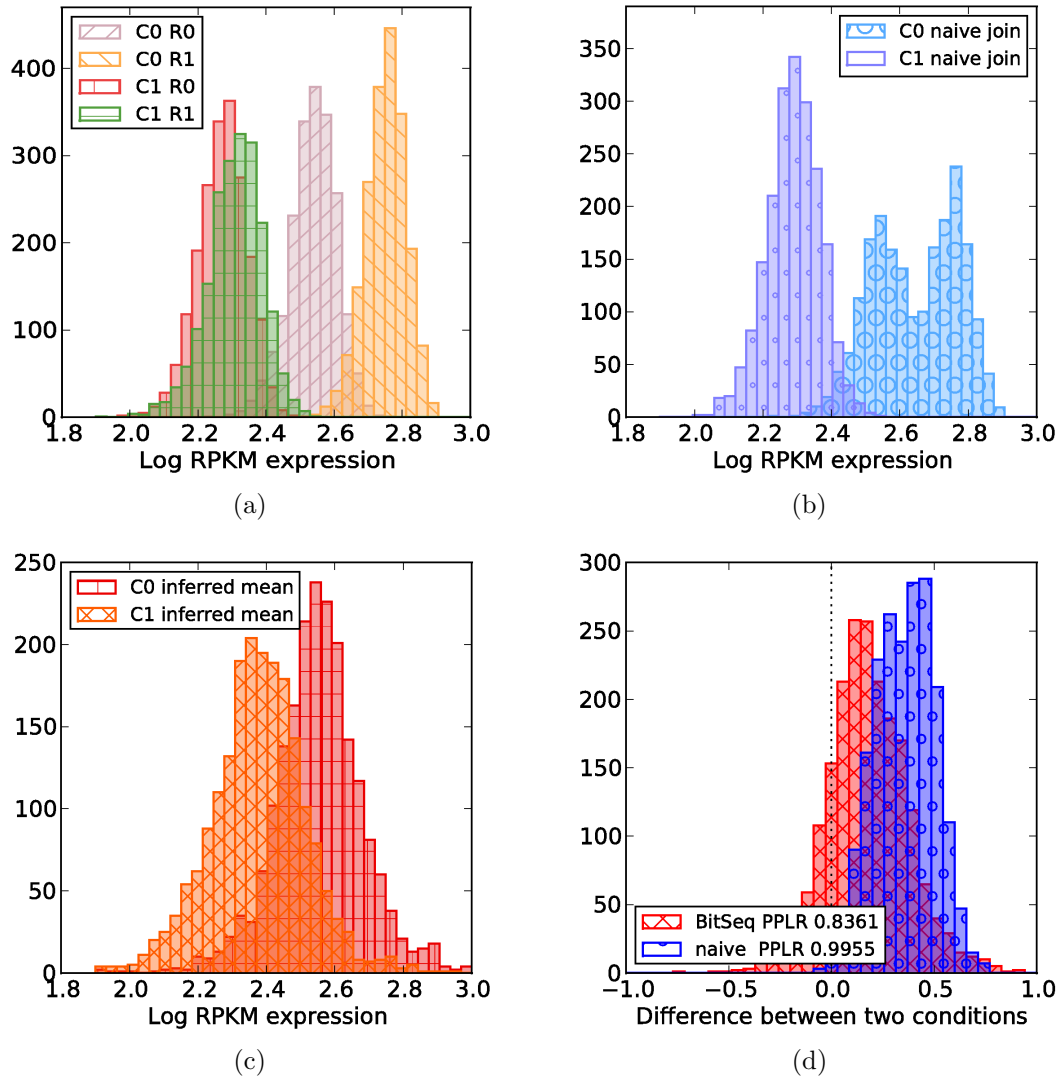 C0 R0
C0 R1
C1 R0
C1 R1
400
300
200
100
0
1.8 2.0 2.2 2.4 2.6 2.8 3.0
Log RPKM expression
(a)
C0 naive join
C1 naive join
350
300
250
200
150
100
50
0
1.8 2.0 2.2 2.4 2.6 2.8 3.0
Log RPKM expression
(b)
250
C0 inferred mean
C1 inferred mean
200
150
100
50
0
1.8 2.0 2.2 2.4 2.6 2.8 3.0
Log RPKM expression
(c)
300
250
200
150
100
50
0
BitSeq PPLR 0.8361
naive PPLR 0.9955
−1.0 −0.5 0.0 0.5 1.0
Difference between two conditions
(d)